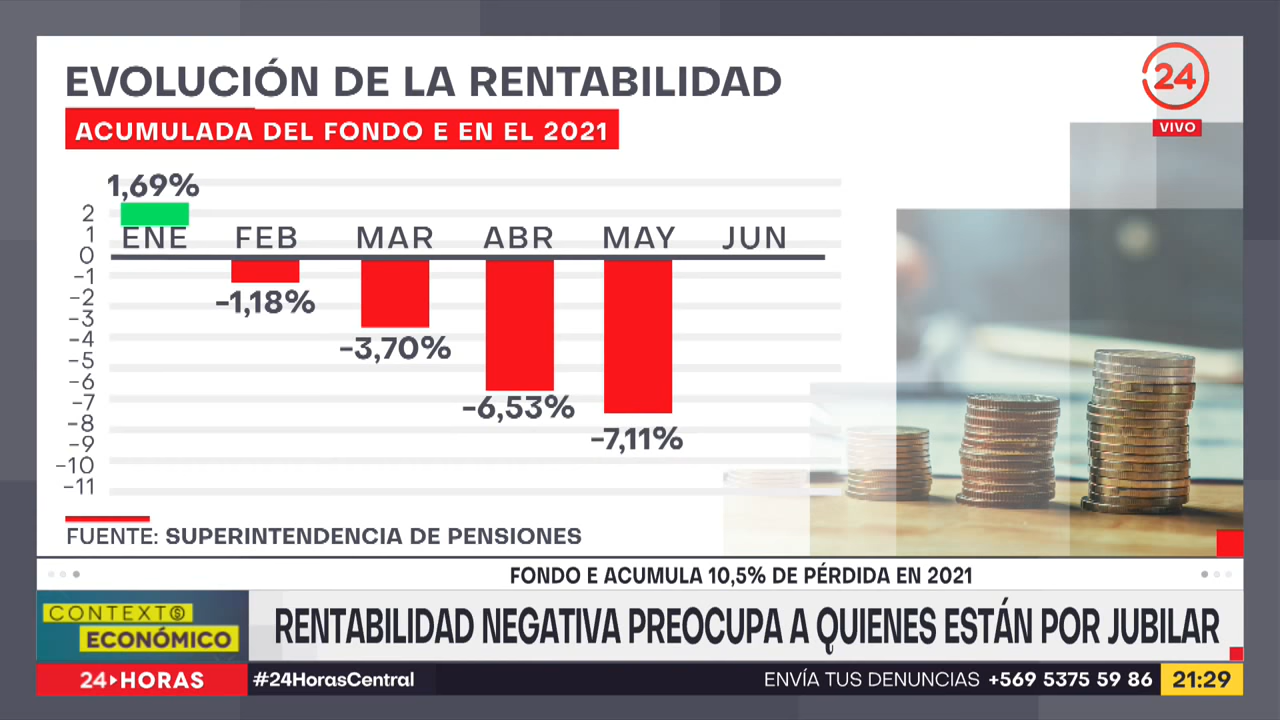 EVOLUCIÓN DE LA RENTABILIDAD
24
ACUMULADA DEL FONDO E EN EL 2021
VIVO
1,69%
2
1
ENE FEB MAR ABR MAY JUN
0
-1
-2
-1,18%
-3
-4
-3,70%
-5
-6
-7
-6,53%
-8
-9
-7,11%
-10
-11
FUENTE: SUPERINTENDENCIA DE PENSIONES
FONDO E ACUMULA 10,5% DE PÉRDIDA EN 2021
CONTEXTO
ECONÓMICO
RENTABILIDAD NEGATIVA PREOCUPA A QUIENES ESTÁN POR JUBILAR
24 HORAS
#24HorasCentral
ENVÍA TUS DENUNCIAS +569 5375 59 86
21:29